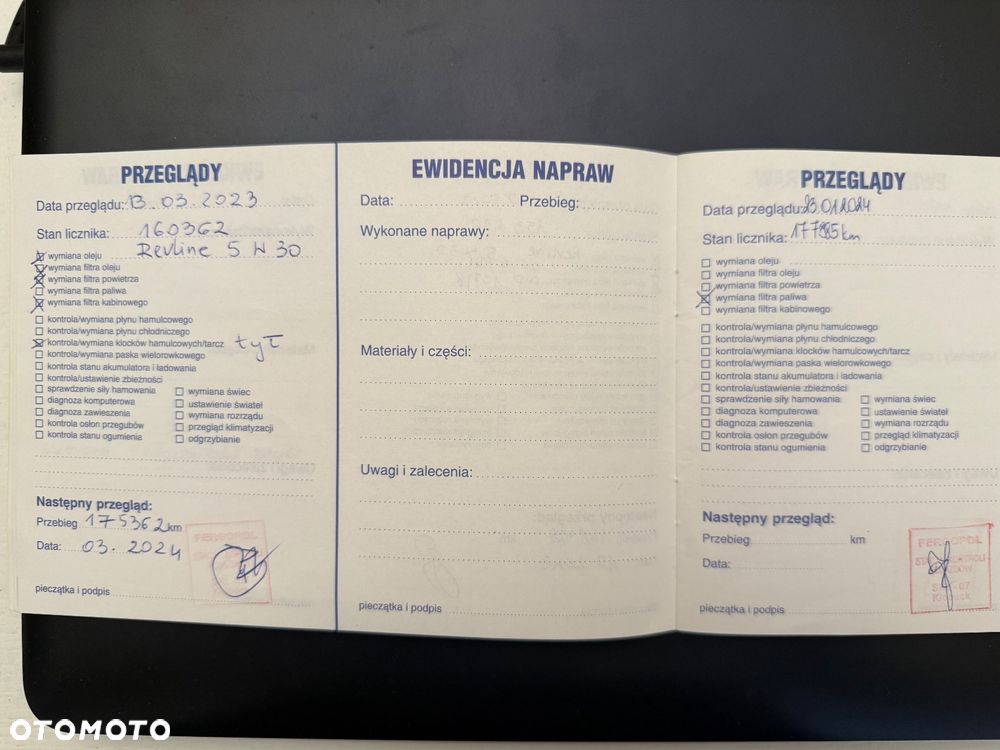 PRZEGLĄDY
Data przeglądu: 13.03.2023
Stan licznika: 160362
Revline 5 W 30
wymiana oleju
wymiana filtra oleju
wymiana filtra powietrza
wymiana filtra paliwa
wymiana filtra kabinowego
kontrola/wymiana płynu hamulcowego
kontrola/wymiana płynu chłodniczego
kontrola/wymiana klocków hamulcowych/tarcz tył
kontrola/wymiana paska wielorowkowego
kontrola stanu akumulatora i ładowania
kontrola/ustawienie zbieżności
sprawdzenie siły hamowania
diagnoza komputerowa
diagnoza zawieszenia
kontrola osłon przegubów
kontrola stanu ogumienia
wymiana świec
ustawienie świateł
wymiana rozrządu
przegląd klimatyzacji
odgrzybianie
Następny przegląd:
Przebieg 175362 km
Data: 03.2024
FERROPOL
pieczątka i podpis
EWIDENCJA NAPRAW
Data: Przebieg:
Wykonane naprawy:
Materiały i części:
Uwagi i zalecenia:
pieczątka i podpis
PRZEGLĄDY
Data przeglądu: 23.01.2024
Stan licznika: km
wymiana oleju
wymiana filtra oleju
wymiana filtra powietrza
wymiana filtra paliwa
wymiana filtra kabinowego
kontrola/wymiana płynu hamulcowego
kontrola/wymiana płynu chłodniczego
kontrola/wymiana klocków hamulcowych/tarcz
kontrola/wymiana paska wielorowkowego
kontrola stanu akumulatora i ładowania
kontrola/ustawienie zbieżności
sprawdzenie siły hamowania
diagnoza komputerowa
diagnoza zawieszenia
kontrola osłon przegubów
kontrola stanu ogumienia
wymiana świec
ustawienie świateł
wymiana rozrządu
przegląd klimatyzacji
odgrzybianie
Następny przegląd:
Przebieg km
Data:
FERROPOL
pieczątka i podpis
OTOMOTO